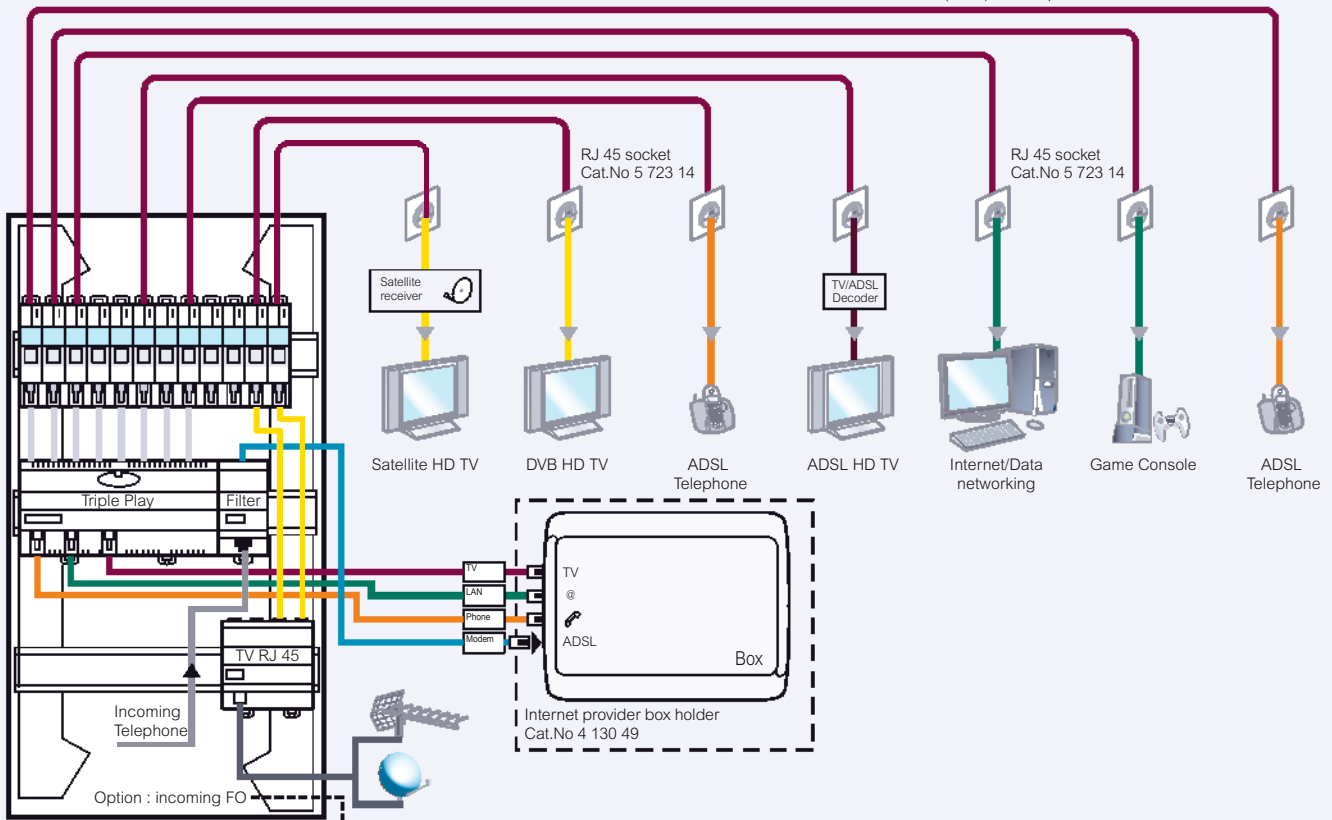 RJ 45 socket
Cat.No 5 723 14
RJ 45 socket
Cat.No 5 723 14
Satellite
receiver
TV/ADSL
Decoder
Satellite HD TV
DVB HD TV
ADSL
Telephone
ADSL HD TV
Internet/Data
networking
Game Console
ADSL
Telephone
Triple Play
Filter
TV
LAN
Phone
Modem
TV
@
ADSL
Box
Internet provider box holder
Cat.No 4 130 49
TV RJ 45
Incoming
Telephone
Option : incoming FO